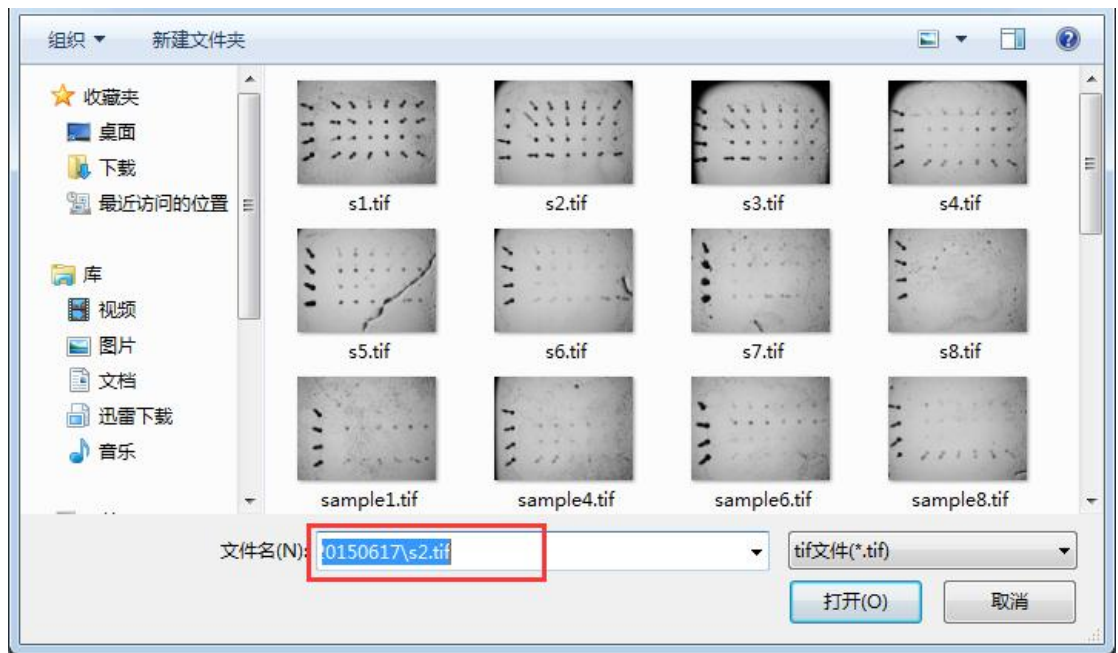 组织 新建文件夹
收藏夹
桌面
下载
最近访问的位置
库
视频
图片
文档
迅雷下载
音乐
s1.tif s2.tif s3.tif s4.tif
s5.tif s6.tif s7.tif s8.tif
sample1.tif sample4.tif sample6.tif sample8.tif
文件名(N): 20150617\s2.tif tif文件(*.tif)
打开(O) 取消